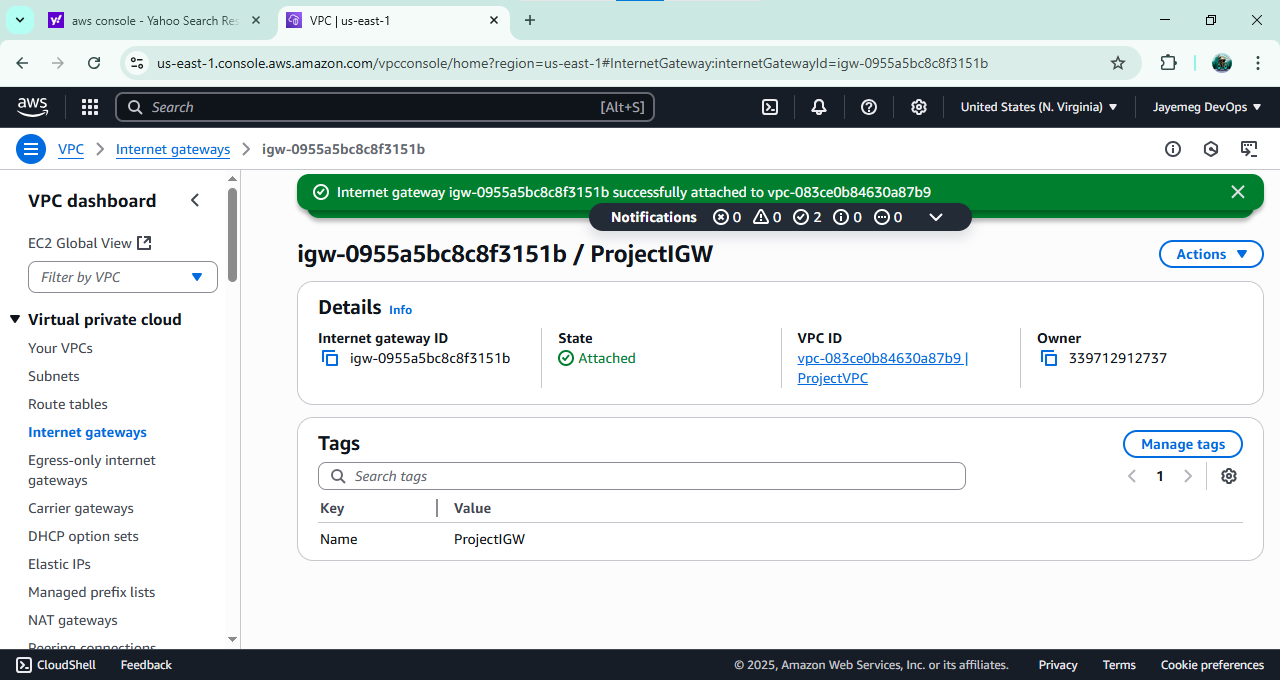 aws console - Yahoo Search Res
VPC | us-east-1
us-east-1.console.aws.amazon.com/vpcconsole/home?region=us-east-1#InternetGateway:internetGatewayId=igw-0955a5bc8c8f3151b
aws
Search
[Alt+S]
United States (N. Virginia)
Jayemeg DevOps
VPC
Internet gateways
igw-0955a5bc8c8f3151b
VPC dashboard
EC2 Global View
Filter by VPC
Virtual private cloud
Your VPCs
Subnets
Route tables
Internet gateways
Egress-only internet
gateways
Carrier gateways
DHCP option sets
Elastic IPs
Managed prefix lists
NAT gateways
Peering connections
Internet gateway igw-0955a5bc8c8f3151b successfully attached to vpc-083ce0b84630a87b9
Notifications 0 0 2 0 0
igw-0955a5bc8c8f3151b / ProjectIGW
Actions
Details Info
Internet gateway ID
igw-0955a5bc8c8f3151b
State
Attached
VPC ID
vpc-083ce0b84630a87b9 |
ProjectVPC
Owner
339712912737
Tags
Manage tags
Search tags
1
Key Value
Name ProjectIGW
CloudShell
Feedback
© 2025, Amazon Web Services, Inc. or its affiliates.
Privacy
Terms
Cookie preferences